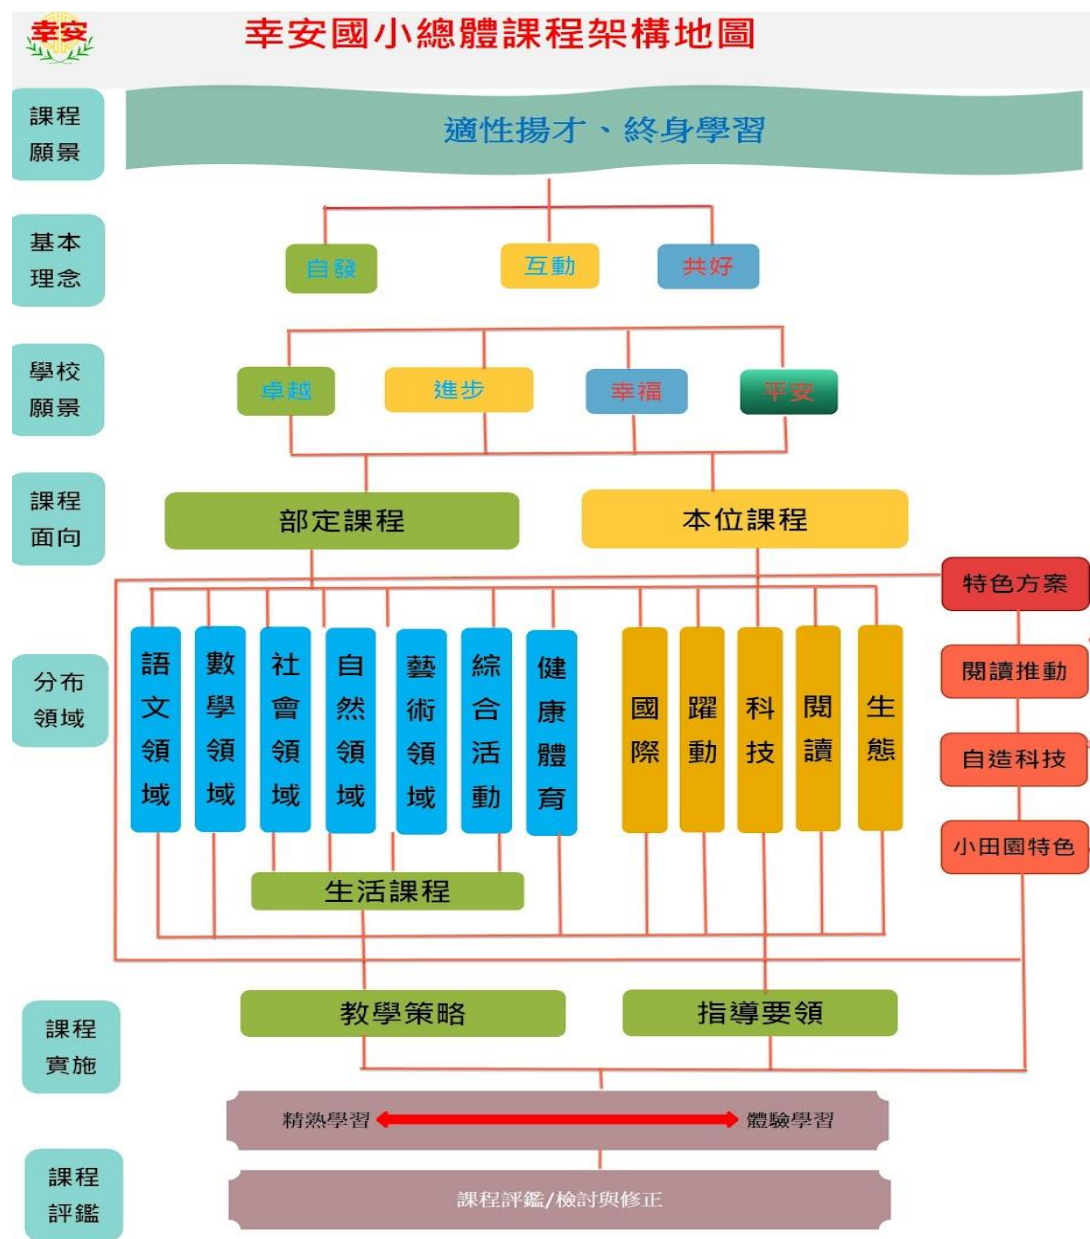 幸安
幸安國小總體課程架構地圖
課程
願景
適性揚才、終身學習
基本
理念
自發
互動
共好
學校
願景
卓越
進步
幸福
平安
課程
面向
部定課程
本位課程
特色方案
閱讀推動
自造科技
小田園特色
分布
領域
語文領域
數學領域
社會領域
自然領域
藝術領域
綜合活動
健康體育
國際
躍動
科技
閱讀
生態
生活課程
課程
實施
教學策略
指導要領
精熟學習
體驗學習
課程
評鑑
課程評鑑/檢討與修正